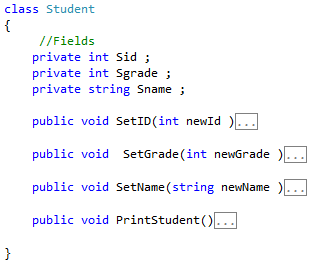 class Student
{
//Fields
private int Sid ;
private int Sgrade ;
private string Sname ;
public void SetID(int newId )...
public void  SetGrade(int newGrade )...
public void SetName(string newName )...
public void PrintStudent()...
}